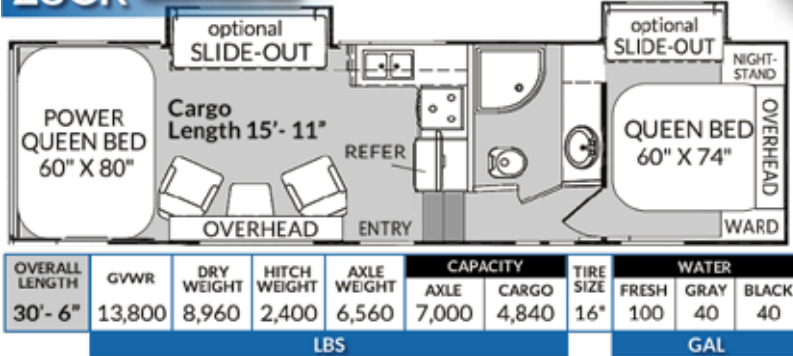 optional
SLIDE-OUT
optional
SLIDE-OUT
NIGHT-
STAND
POWER
QUEEN BED
60" X 80"
Cargo
Length 15'- 11"
REFER
QUEEN BED
60" X 74"
OVERHEAD
OVERHEAD
ENTRY
WARD
OVERALL
LENGTH
30'- 6"
GVWR
13,800
DRY
WEIGHT
8,960
HITCH
WEIGHT
2,400
AXLE
WEIGHT
6,560
CAPACITY
AXLE
7,000
CARGO
4,840
TIRE
SIZE
16"
WATER
FRESH
100
GRAY
40
BLACK
40
LBS
GAL